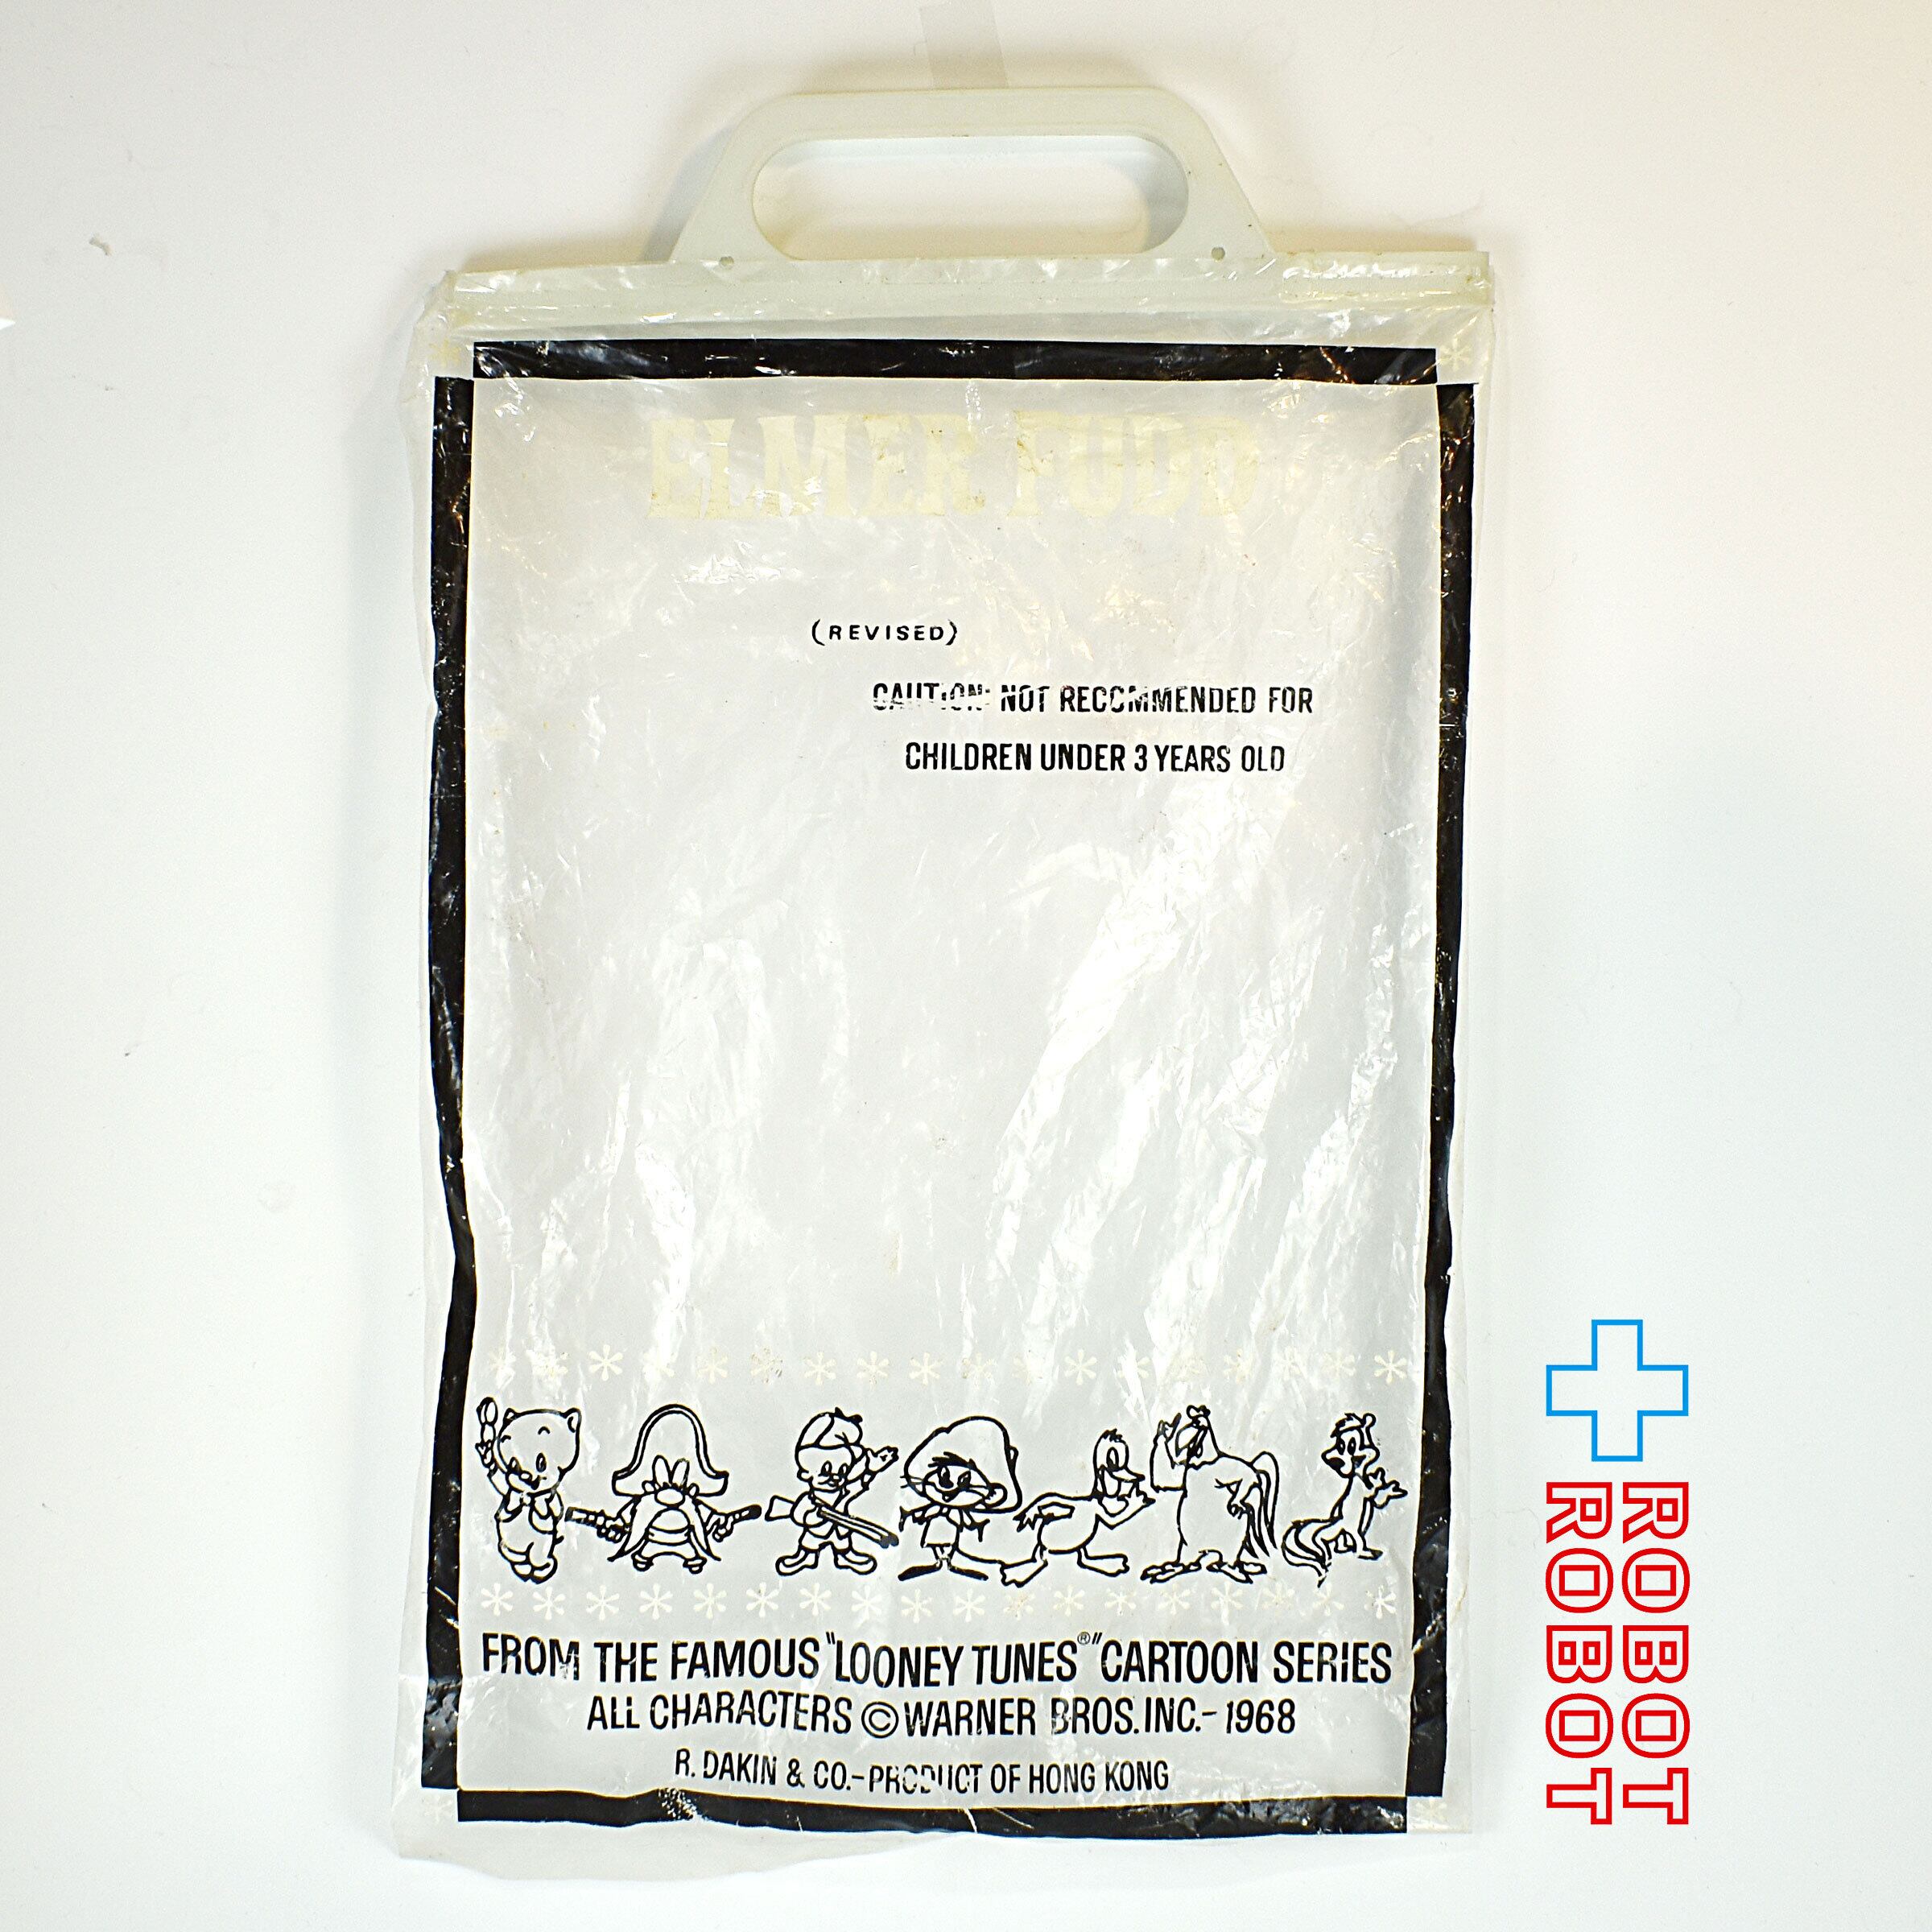 ELMER FUDD
(REVISED)
CAUTION: NOT RECOMMENDED FOR
CHILDREN UNDER 3 YEARS OLD
FROM THE FAMOUS "LOONEY TUNES®" CARTOON SERIES
ALL CHARACTERS © WARNER BROS. INC.-1968
R. DAKIN & CO.-PRODUCT OF HONG KONG
ROBOT
ROBOT